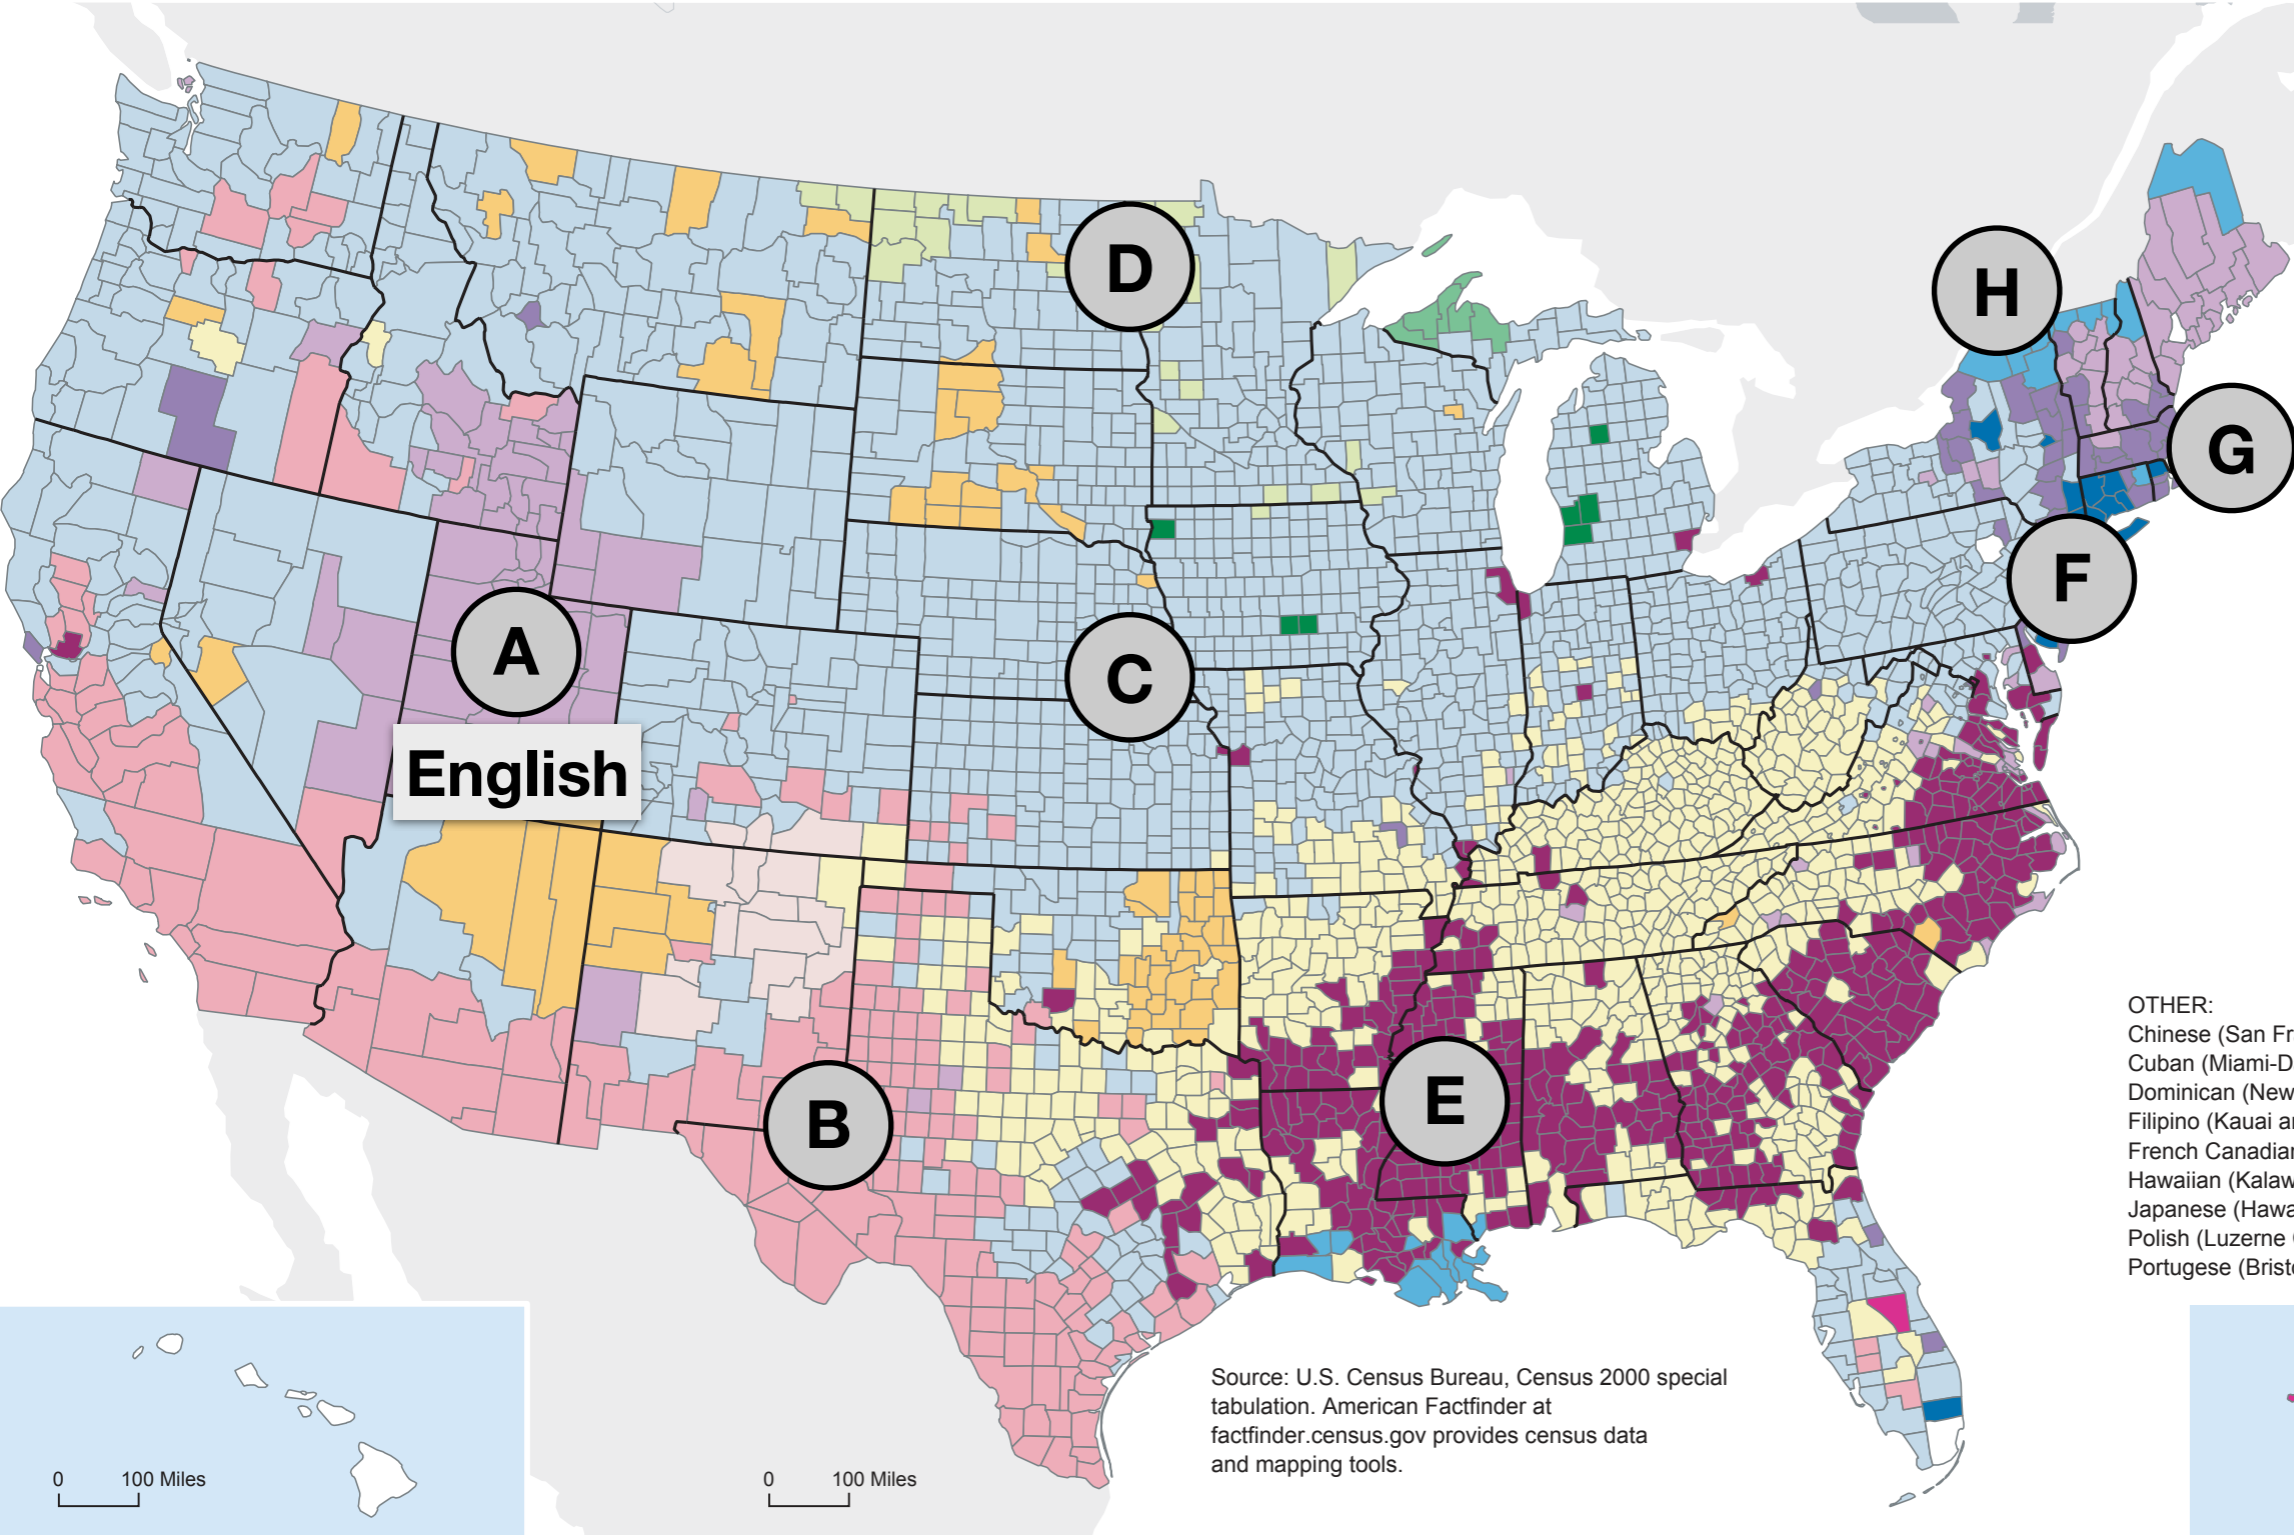 D
H
G
F
A
English
C
B
E
OTHER:
Chinese (San Fr
Cuban (Miami-D
Dominican (New
Filipino (Kauai a
French Canadian
Hawaiian (Kalaw
Japanese (Hawa
Polish (Luzerne
Portugese (Brist
Source: U.S. Census Bureau, Census 2000 special
tabulation. American Factfinder at
factfinder.census.gov provides census data
and mapping tools.
0 100 Miles
0 100 Miles